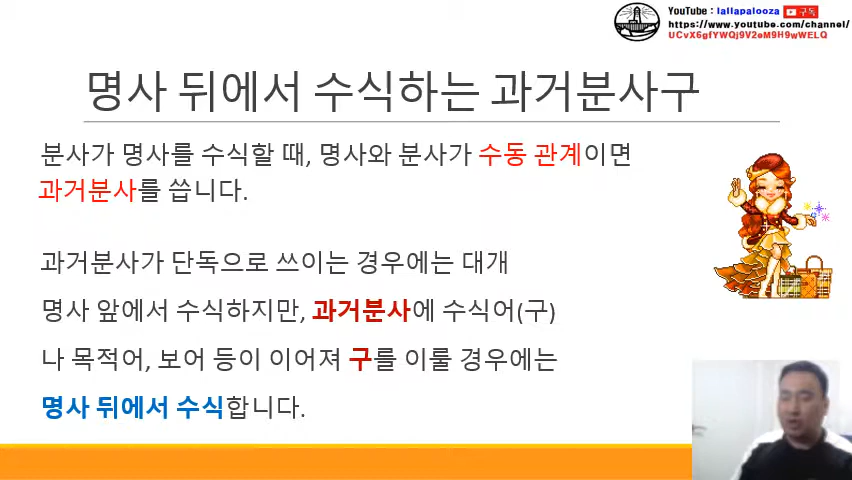 YouTube : lallapalooza 구독
https://www.youtube.com/channel/
UCvX6gfYWQj9V2eM9H9wWELQ
명사 뒤에서 수식하는 과거분사구
분사가 명사를 수식할 때, 명사와 분사가 수동 관계이면
과거분사를 씁니다.
과거분사가 단독으로 쓰이는 경우에는 대개
명사 앞에서 수식하지만, 과거분사에 수식어(구)
나 목적어, 보어 등이 이어져 구를 이룰 경우에는
명사 뒤에서 수식합니다.